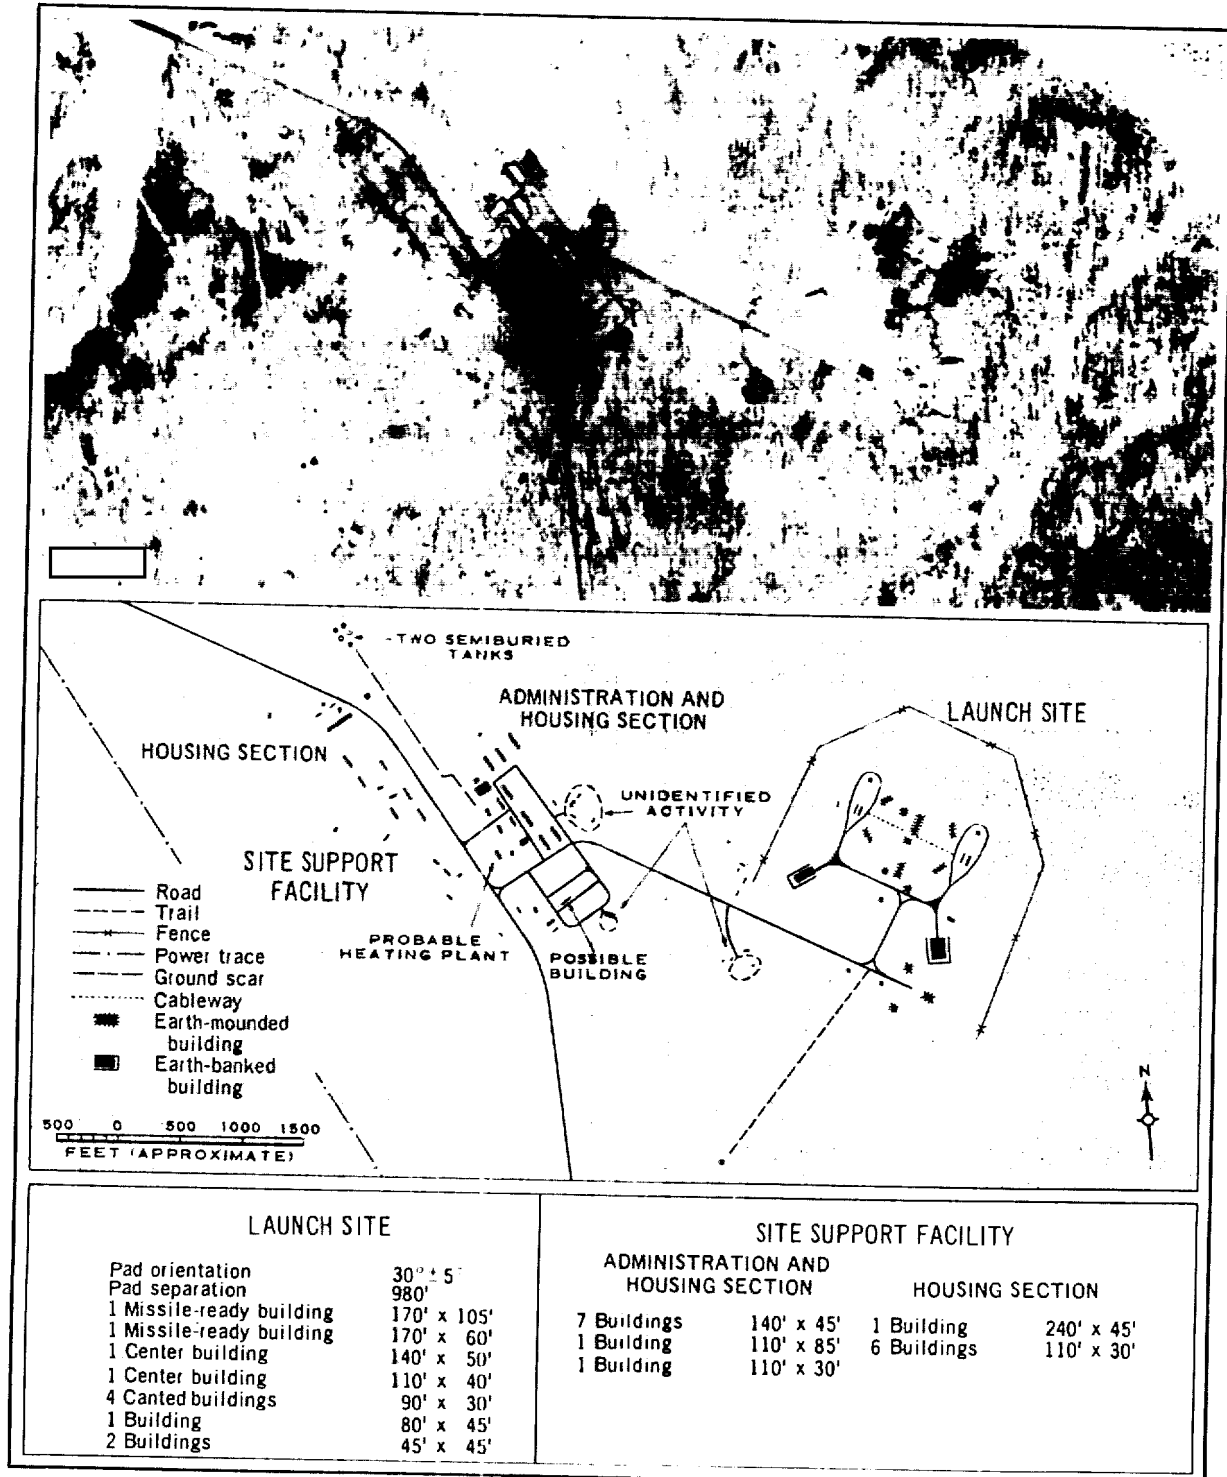 TWO SEMIBURIED
TANKS
ADMINISTRATION AND
HOUSING SECTION
LAUNCH SITE
HOUSING SECTION
UNIDENTIFIED
ACTIVITY
SITE SUPPORT
FACILITY
PROBABLE
HEATING PLANT
POSSIBLE
BUILDING
Road
Trail
Fence
Power trace
Ground scar
Cableway
Earth-mounded
building
Earth-banked
building
N
500 0 500 1000 1500
FEET (APPROXIMATE)
LAUNCH SITE
Pad orientation 30° ± 5°
Pad separation 980'
1 Missile-ready building 170' x 105'
1 Missile-ready building 170' x 60'
1 Center building 140' x 50'
1 Center building 110' x 40'
4 Canted buildings 90' x 30'
1 Building 80' x 45'
2 Buildings 45' x 45'
SITE SUPPORT FACILITY
ADMINISTRATION AND
HOUSING SECTION
7 Buildings 140' x 45'
1 Building 110' x 85'
1 Building 110' x 30'
HOUSING SECTION
1 Building 240' x 45'
6 Buildings 110' x 30'